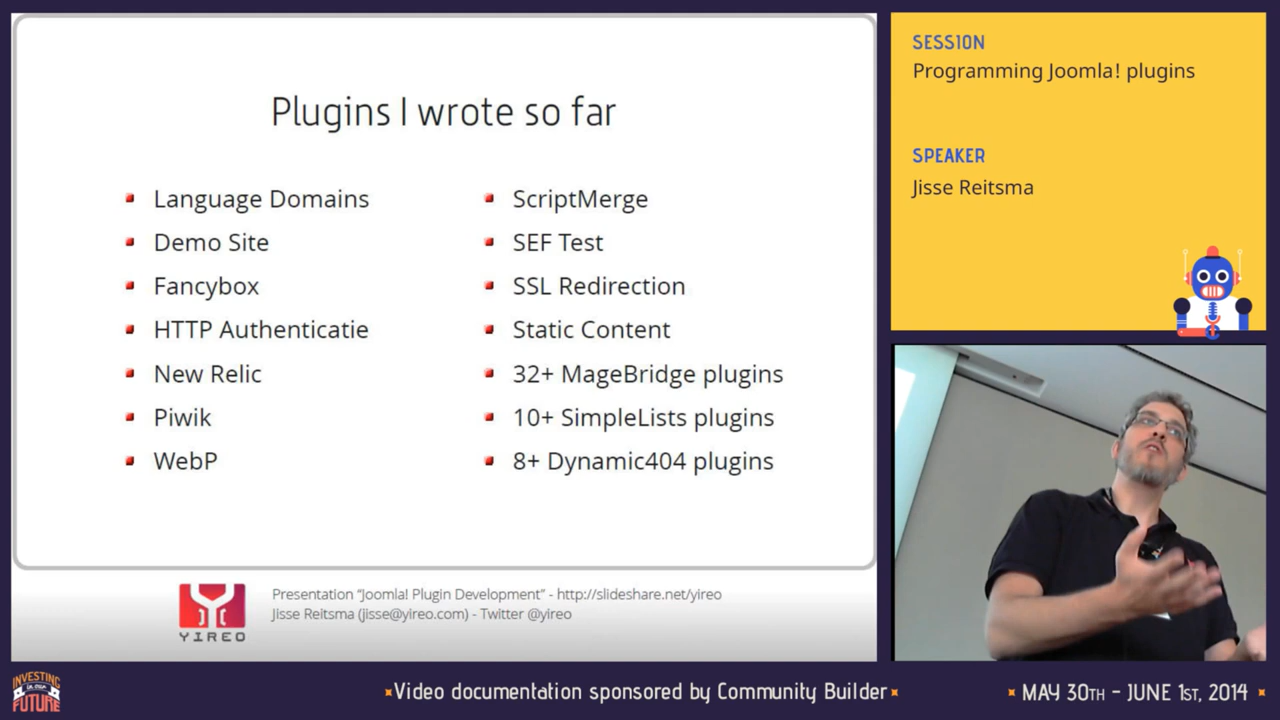 Plugins I wrote so far
Language Domains
Demo Site
Fancybox
HTTP Authenticatie
New Relic
Piwik
WebP
ScriptMerge
SEF Test
SSL Redirection
Static Content
32+ MageBridge plugins
10+ SimpleLists plugins
8+ Dynamic404 plugins
YIREO
Presentation “Joomla! Plugin Development” - http://slideshare.net/yireo
Jisse Reitsma (jisse@yireo.com) - Twitter @yireo
SESSION
Programming Joomla! plugins
SPEAKER
Jisse Reitsma
INVESTING
IN OUR
FUTURE
Video documentation sponsored by Community Builder
MAY 30TH - JUNE 1ST, 2014